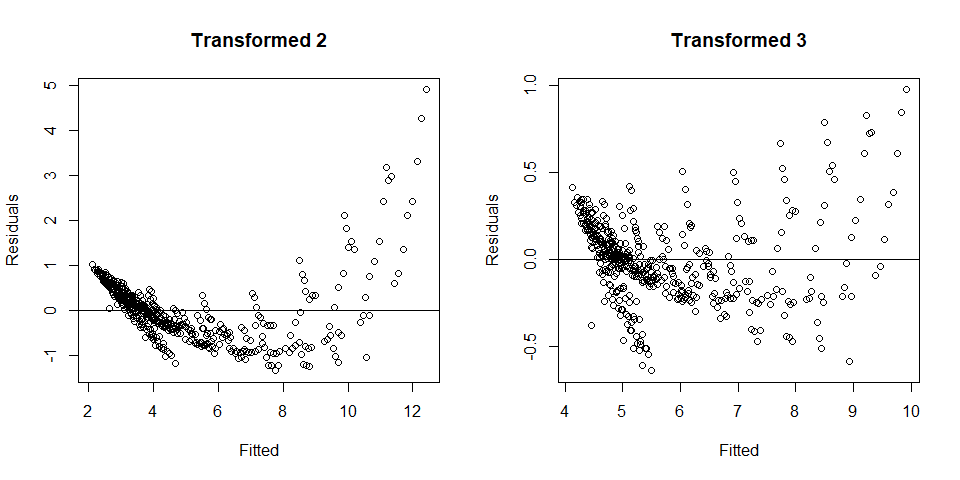 Transformed 2
Residuals
5
4
3
2
1
0
-1
2 4 6 8 10 12
Fitted
Transformed 3
Residuals
1.0
0.5
0.0
-0.5
4 5 6 7 8 9 10
Fitted